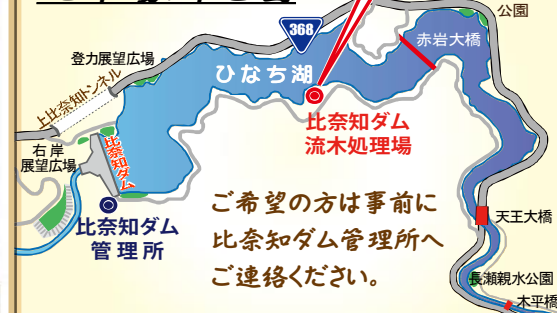 公園
368
赤岩大橋
登力展望広場
ひなち湖
上比奈知トンネル
比奈知ダム
流木処理場
右岸
展望広場
比奈知ダム
比奈知ダム
管理所
ご希望の方は事前に
比奈知ダム管理所へ
ご連絡ください。
天王大橋
長瀬親水公園
木平橋